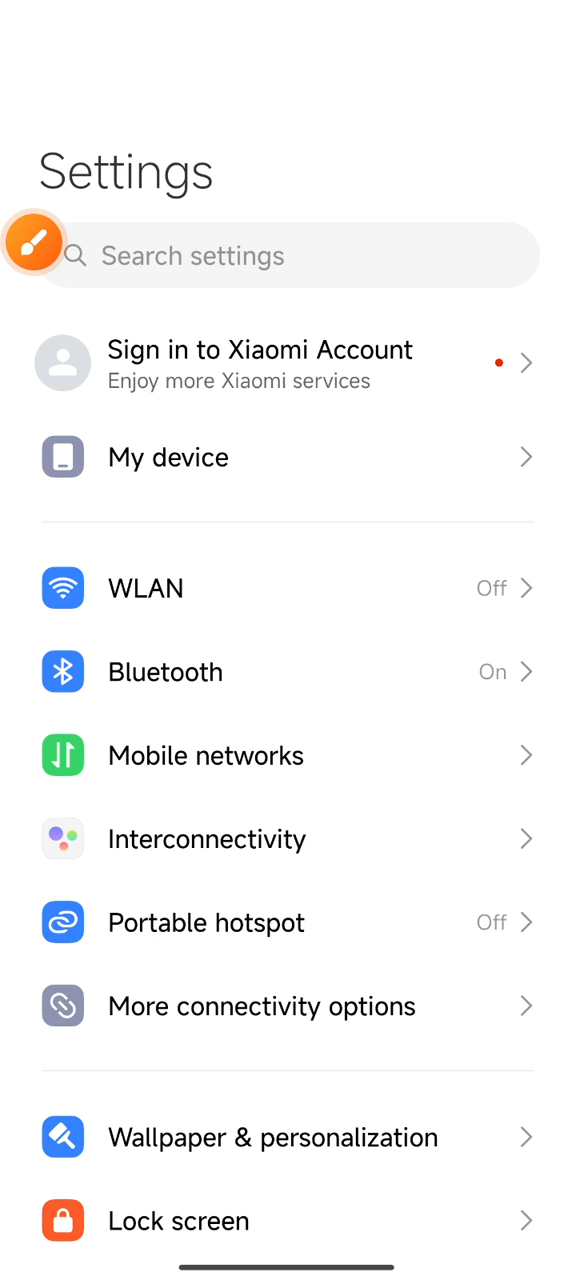 Settings
Search settings
Sign in to Xiaomi Account
Enjoy more Xiaomi services
My device
WLAN Off
Bluetooth On
Mobile networks
Interconnectivity
Portable hotspot Off
More connectivity options
Wallpaper & personalization
Lock screen